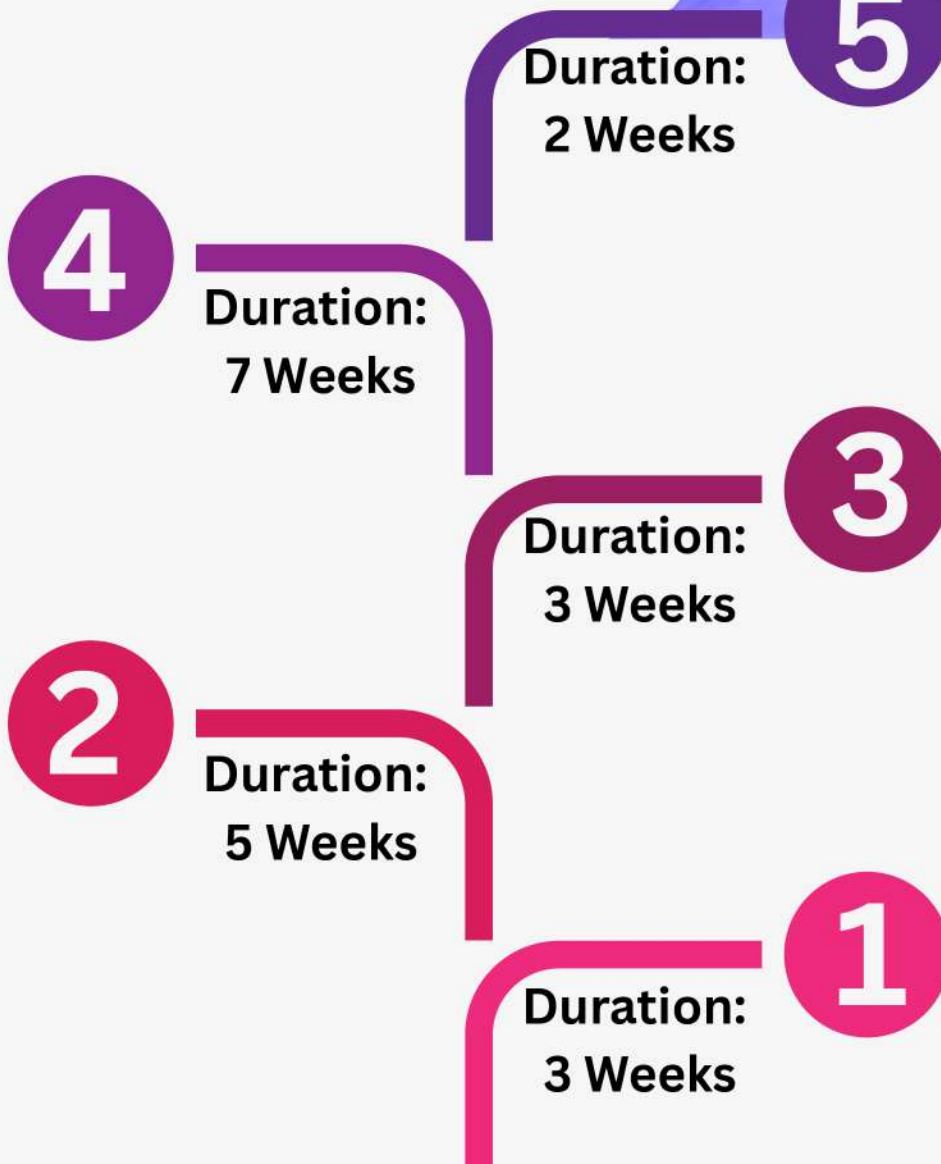 5
Duration:
2 Weeks
4
Duration:
7 Weeks
3
Duration:
3 Weeks
2
Duration:
5 Weeks
1
Duration:
3 Weeks